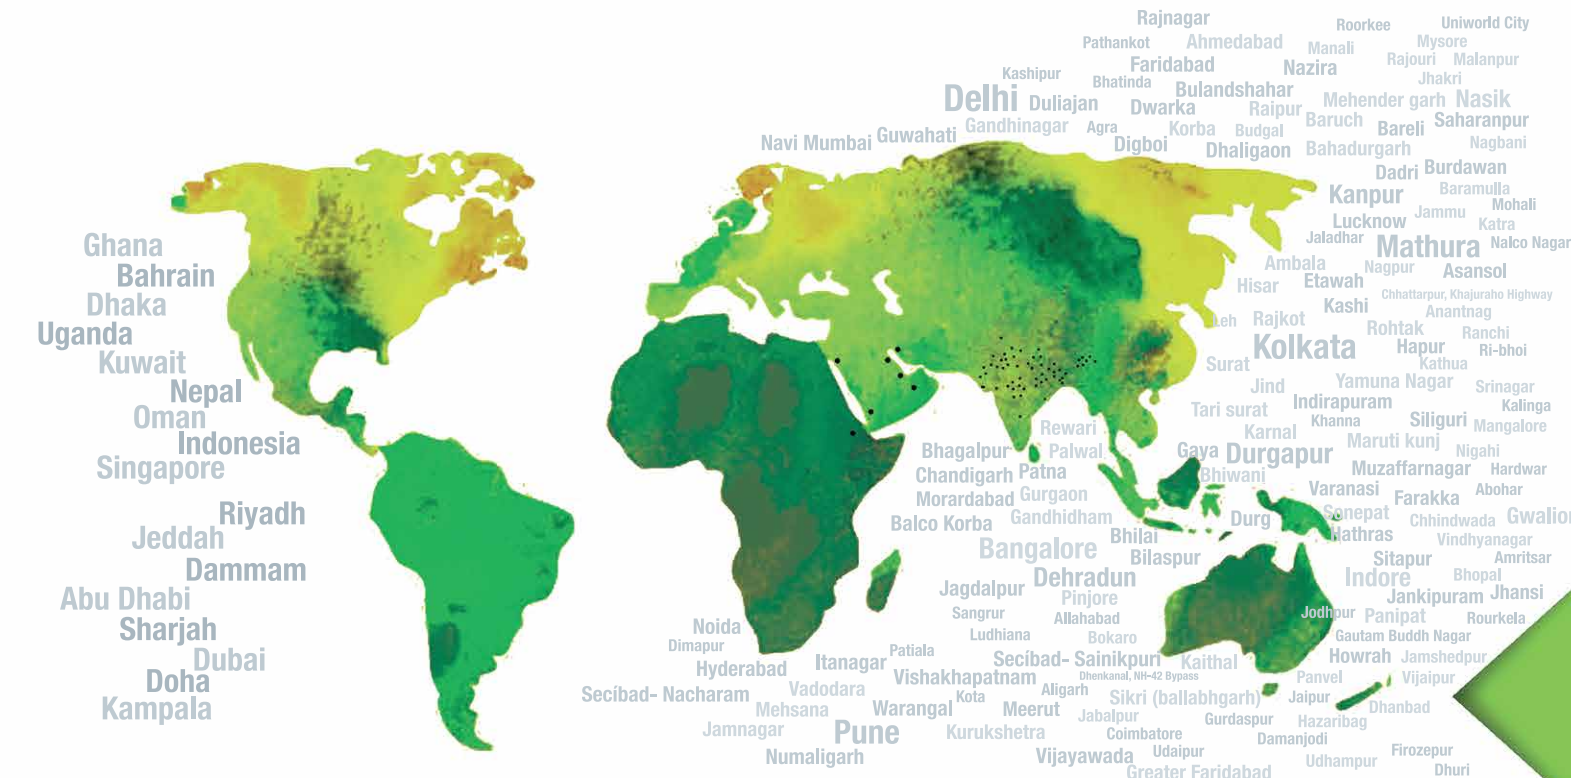 Ghana
Bahrain
Dhaka
Uganda
Kuwait
Nepal
Oman
Indonesia
Singapore
Riyadh
Jeddah
Dammam
Abu Dhabi
Sharjah
Dubai
Doha
Kampala
Rajnagar
Roorkee
Uniworld City
Pathankot
Ahmedabad
Manali
Mysore
Faridabad
Nazira
Rajouri
Malanpur
Kashipur
Bhatinda
Bulandshahar
Jhakri
Delhi
Duliajan
Dwarka
Raipur
Mehender garh
Nasik
Navi Mumbai
Guwahati
Gandhinagar
Agra
Digboi
Korba
Budgal
Baruch
Bareli
Saharanpur
Dhaligaon
Bahadurgarh
Nagbani
Dadri
Burdawan
Kanpur
Baramulla
Mohali
Lucknow
Jammu
Katra
Jaladhar
Mathura
Nalco Nagar
Ambala
Nagpur
Asansol
Hisar
Etawah
Kashi
Chhattarpur, Khajuraho Highway
Anantnag
Leh
Rajkot
Rohtak
Ranchi
Kolkata
Hapur
Ri-bhoi
Surat
Kathua
Jind
Yamuna Nagar
Srinagar
Tari surat
Indirapuram
Kalinga
Khanna
Siliguri
Mangalore
Rewari
Karnal
Maruti kunj
Bhagalpur
Palwal
Gaya
Durgapur
Nigahi
Chandigarh
Patna
Bhiwani
Muzaffarnagar
Hardwar
Morardabad
Gurgaon
Varanasi
Farakka
Abohar
Balco Korba
Gandhidham
Durg
Sonepat
Chhindwada
Gwalior
Bhilai
Hathras
Vindhyanagar
Bangalore
Bilaspur
Sitapur
Amritsar
Jagdalpur
Dehradun
Indore
Bhopal
Pinjore
Jankipuram
Jhansi
Sangrur
Allahabad
Jodhpur
Panipat
Rourkela
Noida
Ludhiana
Bokaro
Gautam Buddh Nagar
Dimapur
Patiala
Howrah
Jamshedpur
Hyderabad
Itanagar
Secíbad- Sainikpuri
Kaithal
Vishakhapatnam
Dhenkanal, NH-42 Bypass
Panvel
Vijaipur
Secíbad- Nacharam
Vadodara
Kota
Aligarh
Sikri (ballabhgarh)
Jaipur
Mehsana
Warangal
Meerut
Dhanbad
Jamnagar
Pune
Kurukshetra
Jabalpur
Gurdaspur
Hazaribag
Coimbatore
Damanjodi
Numaligarh
Vijayawada
Udaipur
Udhampur
Firozepur
Greater Faridabad
Dhuri